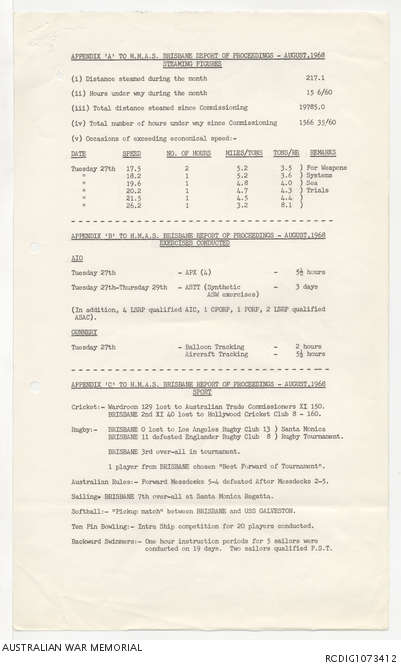 APPENDIX 'A' TO H.M.A.S. BRISBANE REPORT OF PROCEEDINGS - AUGUST,1968
STEAMING FIGURES
(i) Distance steamed during the month 217.1
(ii) Hours under way during the month 15 6/60
(iii) Total distance steamed since Commissioning 19785.0
(iv) Total number of hours under way since Commissioning 1566 35/60
(v) Occasions of exceeding economical speed:-
DATE SPEED NO. OF HOURS MILES/TONS TONS/HR REMARKS
Tuesday 27th 17.5 2 5.2 3.5 ) For Weapons
" 18.2 1 5.2 3.6 ) Systems
" 19.6 1 4.8 4.0 ) Sea
" 20.2 1 4.7 4.3 ) Trials
" 21.5 1 4.5 4.4 )
" 26.2 1 3.2 8.1 )
APPENDIX 'B' TO H.M.A.S. BRISBANE REPORT OF PROCEEDINGS - AUGUST,1968
EXERCISES CONDUCTED
AIO
Tuesday 27th - APX (4) - 5½ hours
Tuesday 27th-Thursday 29th - ASTT (Synthetic - 3 days
ASW exercises)
(In addition, 4 LSRP qualified AIC, 1 CPORP, 1 PORP, 2 LSRP qualified
ASAC).
GUNNERY
Tuesday 27th - Balloon Tracking - 2 hours
Aircraft Tracking - 5½ hours
APPENDIX 'C' TO H.M.A.S. BRISBANE REPORT OF PROCEEDINGS - AUGUST,1968
SPORT
Cricket:- Wardroom 129 lost to Australian Trade Commissioners XI 150.
BRISBANE 2nd XI 40 lost to Hollywood Cricket Club 8 - 160.
Rugby:- BRISBANE 0 lost to Los Angeles Rugby Club 13 ) Santa Monica
BRISBANE 11 defeated Englander Rugby Club 8 ) Rugby Tournament.
BRISBANE 3rd over-all in tournament.
1 player from BRISBANE chosen "Best Forward of Tournament".
Australian Rules:- Forward Messdecks 5-4 defeated After Messdecks 2-5.
Sailing- BRISBANE 7th over-all at Santa Monica Regatta.
Softball:- "Pickup match" between BRISBANE and USS GALVESTON.
Ten Pin Bowling:- Intra Ship competition for 20 players conducted.
Backward Swimmers:- One hour instruction periods for 5 sailors were
conducted on 19 days. Two sailors qualified P.S.T.
AUSTRALIAN WAR MEMORIAL RCDIG1073412